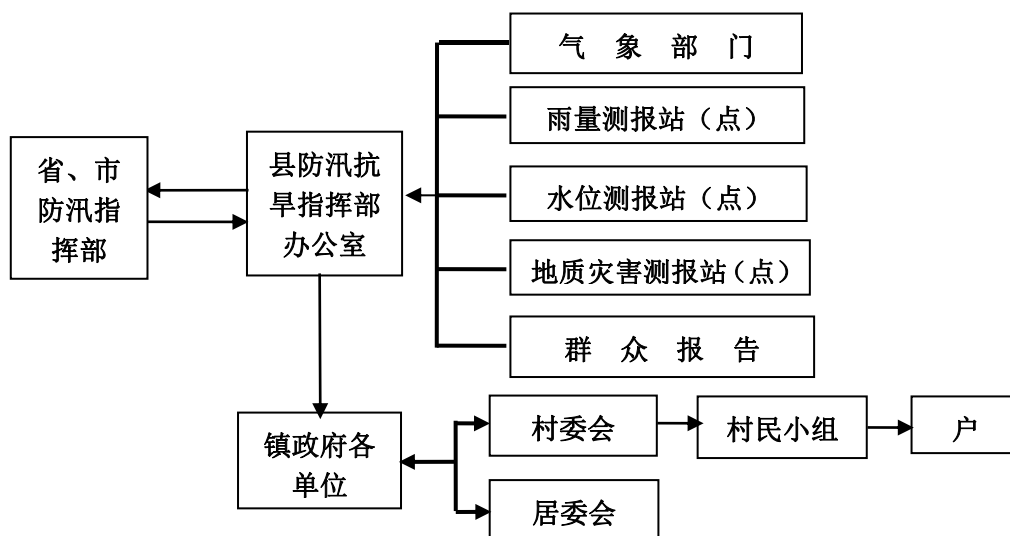 气 象 部 门
雨量测报站（点）
水位测报站（点）
地质灾害测报站（点）
群 众 报 告
省、市
防汛指
挥部
县防汛抗
旱指挥部
办公室
镇政府各
单位
村委会
村民小组
户
居委会